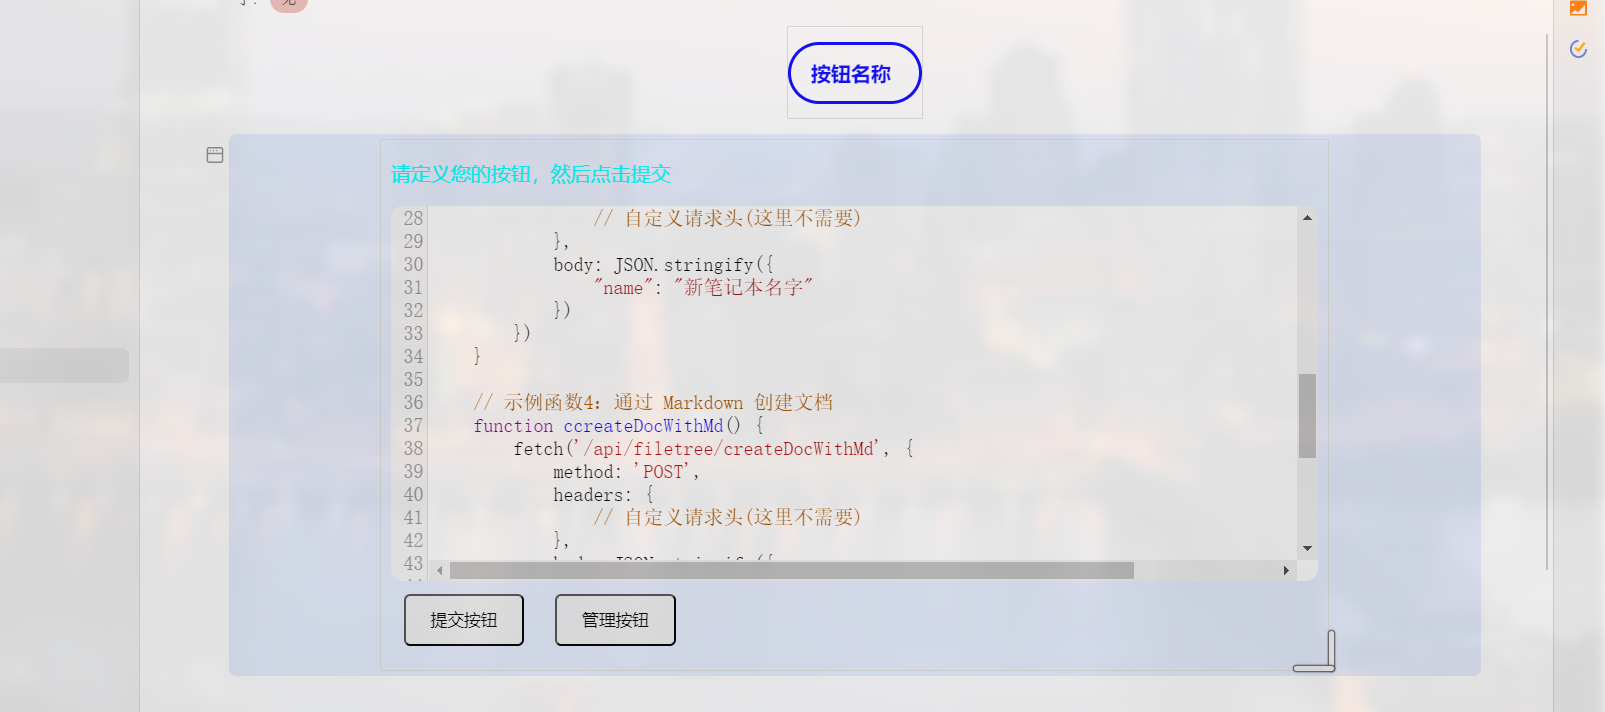 按钮名称
请定义您的按钮，然后点击提交
28 // 自定义请求头(这里不需要)
29 },
30 body: JSON.stringify({
31 "name": "新笔记本名字"
32 })
33 })
34 }
35
36 // 示例函数4: 通过 Markdown 创建文档
37 function ccreateDocWithMd() {
38 fetch('/api/filetree/createDocWithMd', {
39 method: 'POST',
40 headers: {
41 // 自定义请求头(这里不需要)
42 },
43
提交按钮 管理按钮